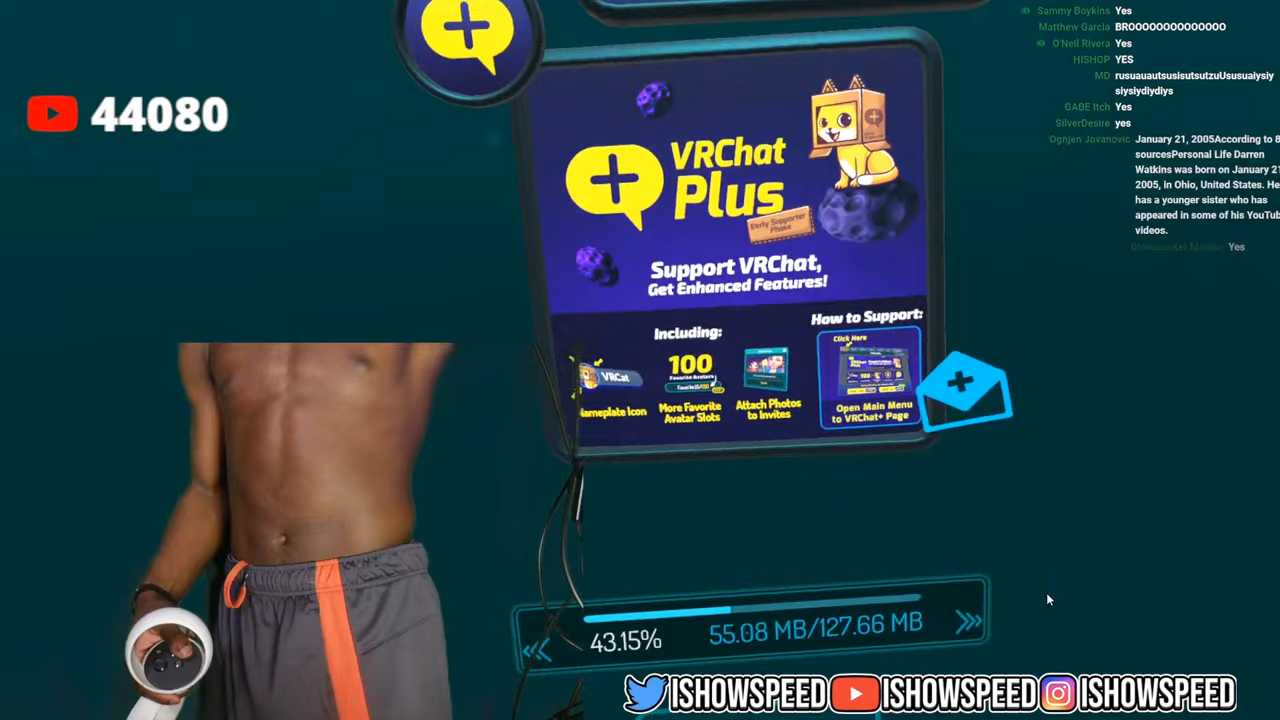 44080
VRChat
Plus
Early Supporter
Phase
Support VRChat,
Get Enhanced Features!
Including:
How to Support:
VRCat
Nameplate Icon
100
Favorite Avatars
More Favorite
Avatar Slots
Attach Photos
to Invites
Click Here
Open Main Menu
to VRChat+ Page
43.15%
55.08 MB/127.66 MB
ISHOWSPEED
ISHOWSPEED
ISHOWSPEED
Sammy Boykins Yes
Matthew Garcia BROOOOOOOOOOOOO
O'Neil Rivera Yes
HISHOP YES
MD rusuauautsusisutsutzuUsusuaiysiy
siysiydiydiys
GABE Itch Yes
SilverDesire yes
Ognjen Jovanovic January 21, 2005According to 8
sourcesPersonal Life Darren
Watkins was born on January 21
2005, in Ohio, United States. He
has a younger sister who has
appeared in some of his YouTub
videos.
Yes